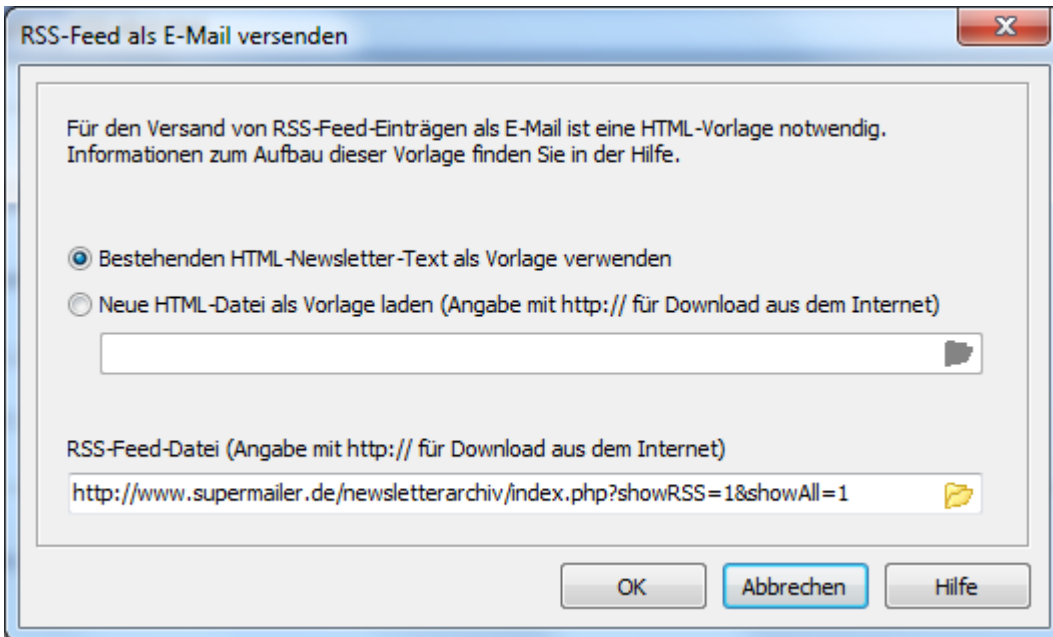 RSS-Feed als E-Mail versenden
Für den Versand von RSS-Feed-Einträgen als E-Mail ist eine HTML-Vorlage notwendig.
Informationen zum Aufbau dieser Vorlage finden Sie in der Hilfe.
Bestehenden HTML-Newsletter-Text als Vorlage verwenden
Neue HTML-Datei als Vorlage laden (Angabe mit http:// für Download aus dem Internet)
RSS-Feed-Datei (Angabe mit http:// für Download aus dem Internet)
http://www.supermailer.de/newsletterarchiv/index.php?showRSS=1&showAll=1
OK Abbrechen Hilfe